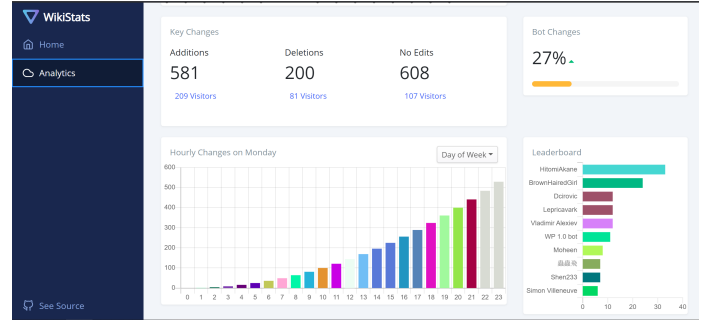 WikiStats
Home
Analytics
See Source
Key Changes
Additions
Deletions
No Edits
581
200
608
209 Visitors
81 Visitors
107 Visitors
Bot Changes
27%
Hourly Changes on Monday
Day of Week
600
500
400
300
200
100
0
0 1 2 3 4 5 6 7 8 9 10 11 12 13 14 15 16 17 18 19 20 21 22 23
Leaderboard
HitomiAkane
BrownHairedGirl
Dcirovic
Lepricavark
Vladimir Alexiev
WP 1.0 bot
Moheen
Shen233
Simon Villeneuve
0 10 20 30 40